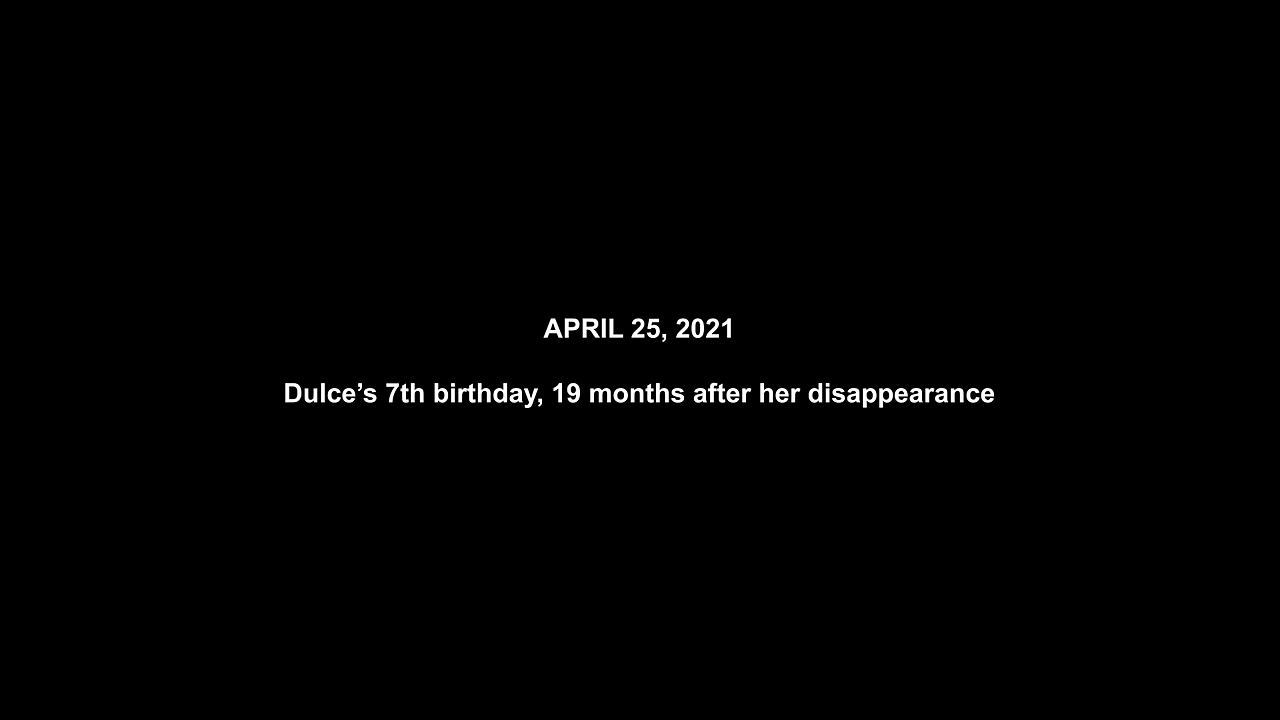 APRIL 25, 2021
Dulce’s 7th birthday, 19 months after her disappearance